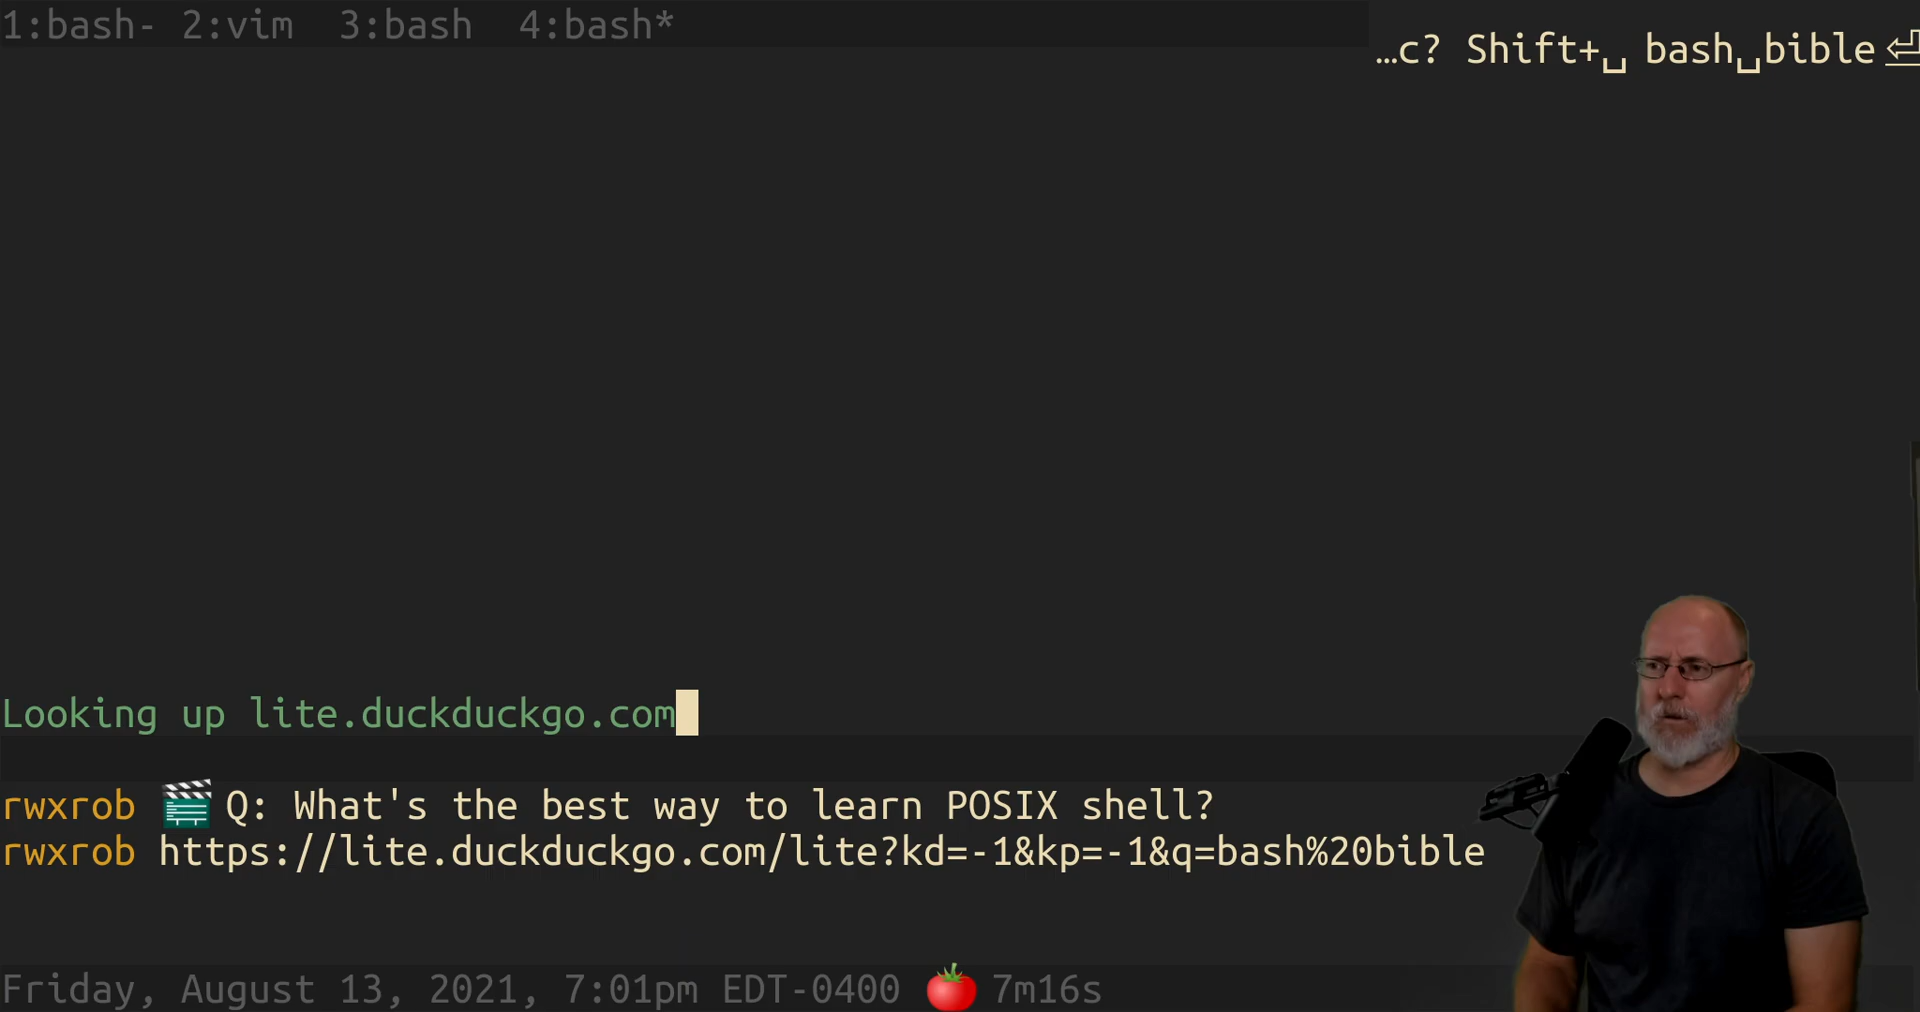 1:bash- 2:vim 3:bash 4:bash*
…c? Shift+␣ bash␣bible⏎
Looking up lite.duckduckgo.com
rwxrob 🎬Q: What's the best way to learn POSIX shell?
rwxrob https://lite.duckduckgo.com/lite?kd=-1&kp=-1&q=bash%20bible
Friday, August 13, 2021, 7:01pm EDT-0400 🍅 7m16s